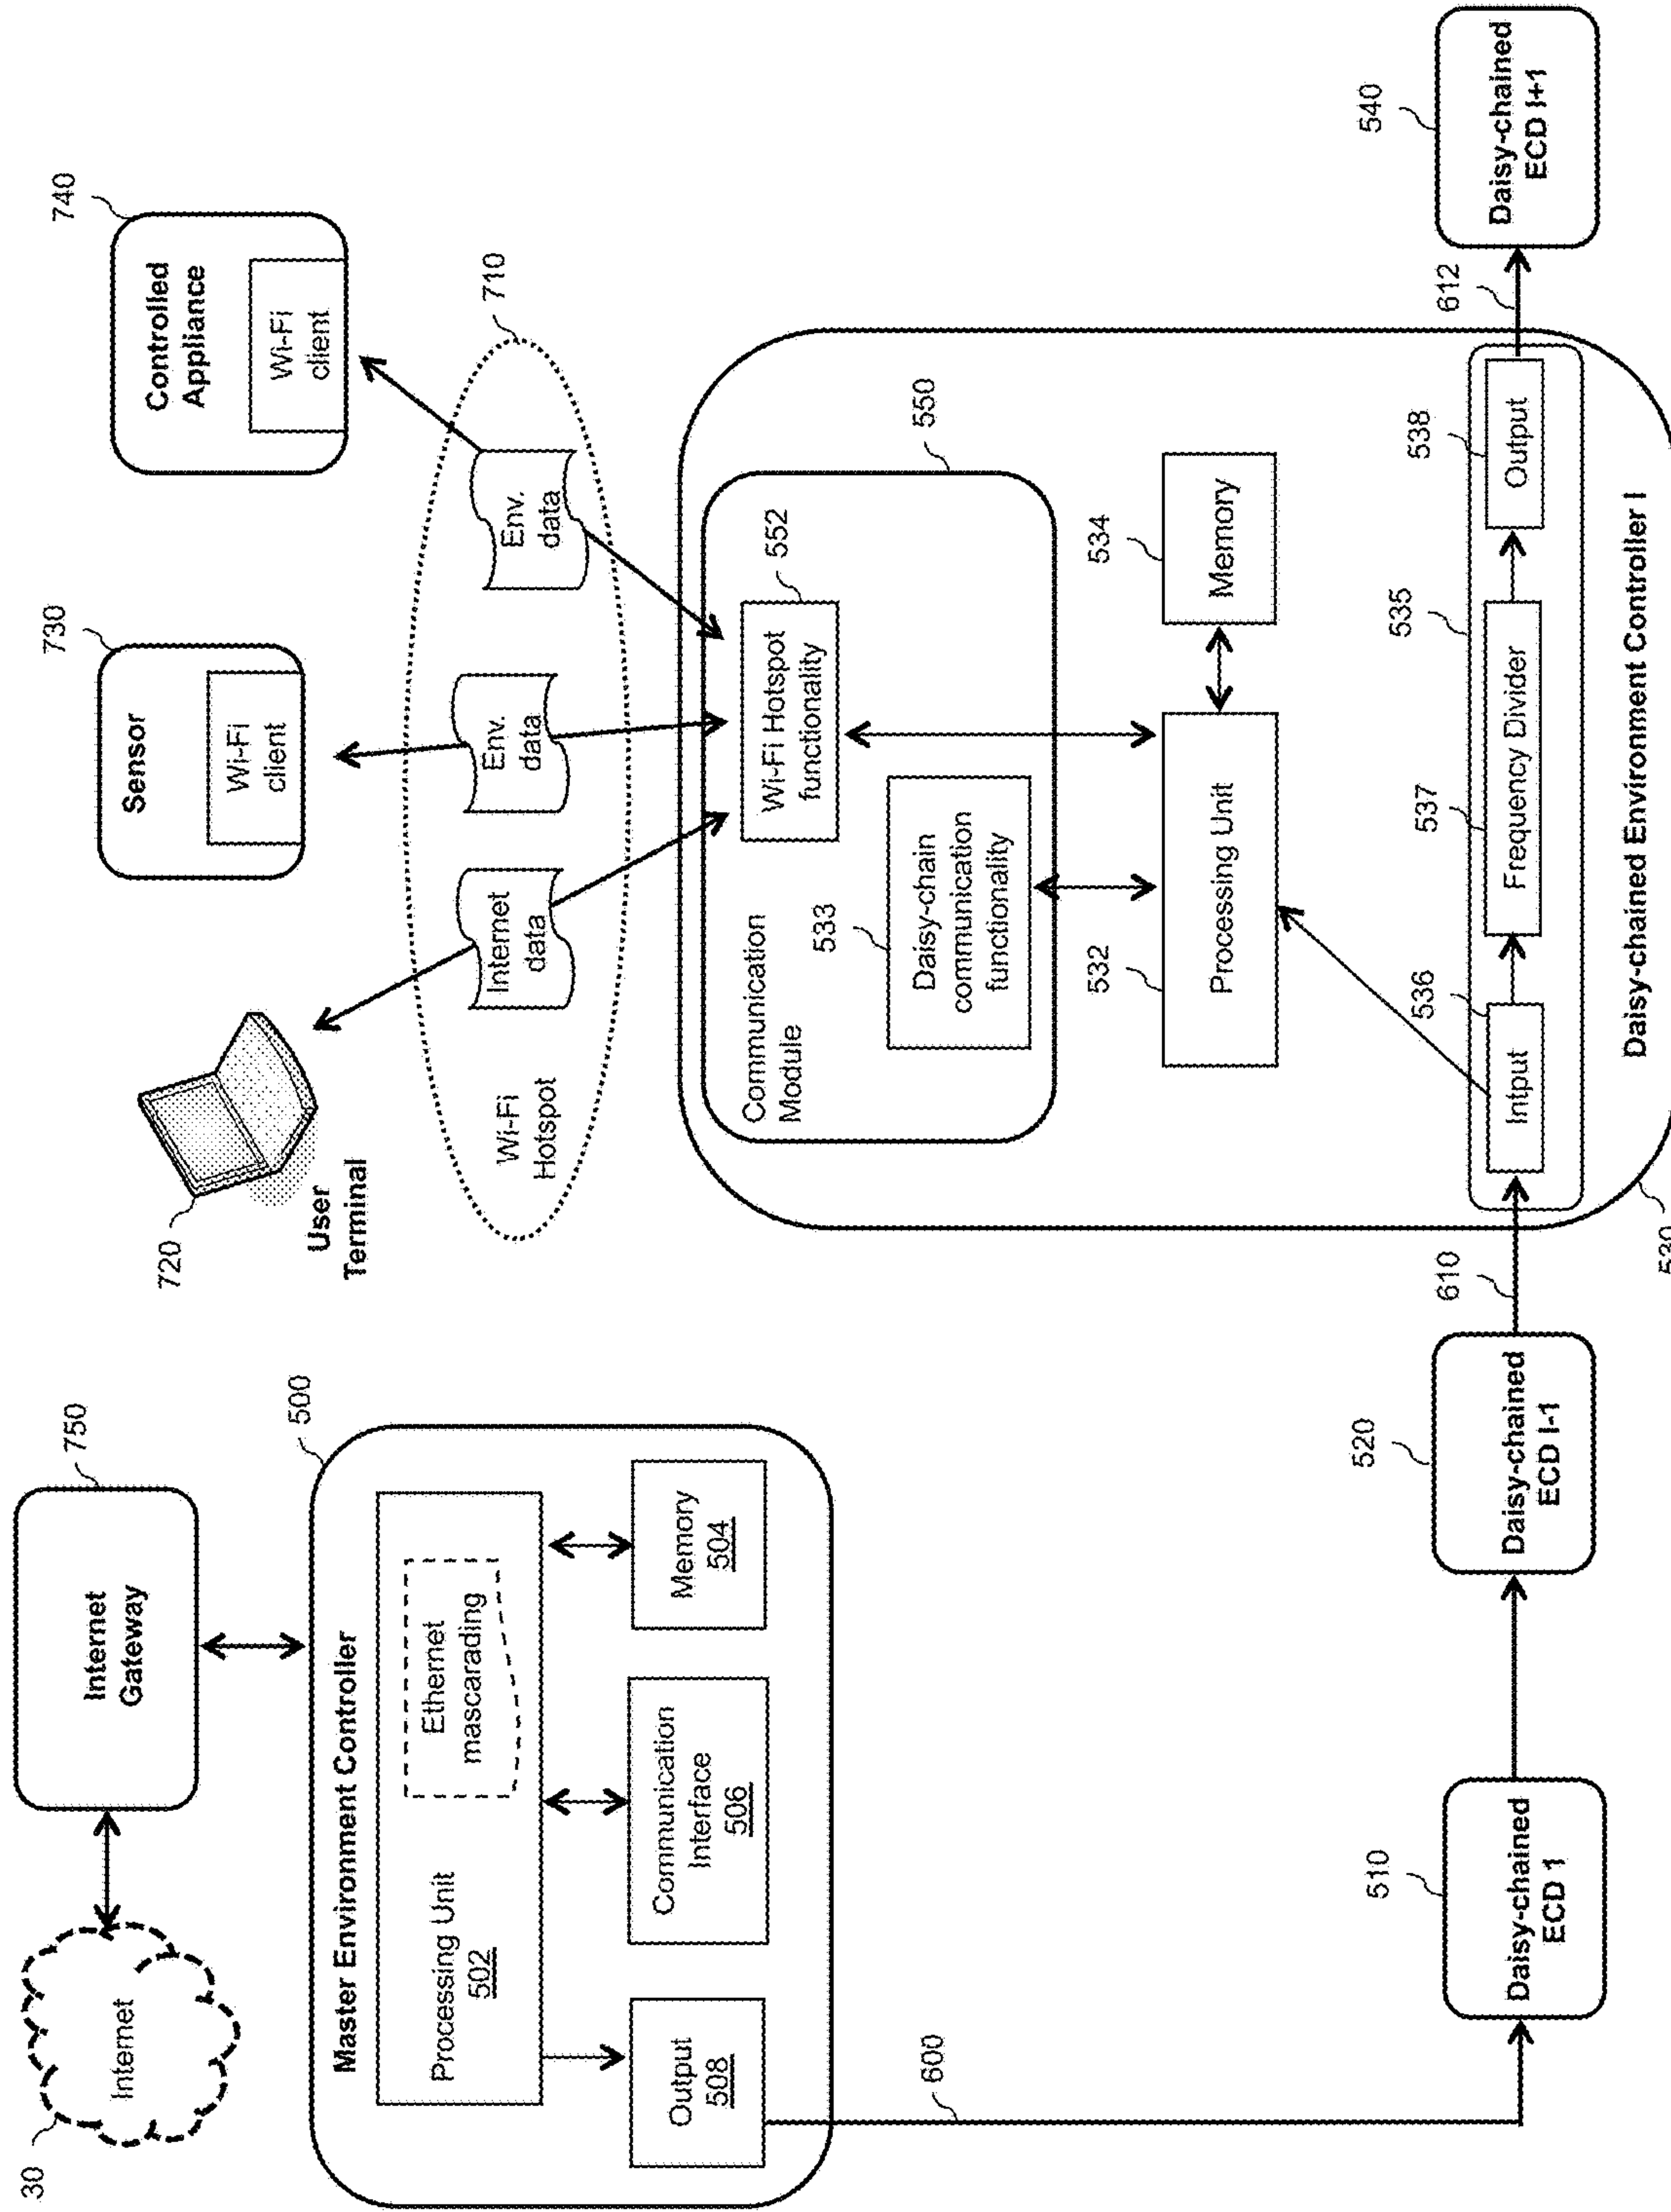 30
Internet
Internet
Gateway
750
Master Environment Controller
500
Processing Unit
502
Ethernet
mascarading
Output
508
Communication
Interface
506
Memory
504
600
Daisy-chained
ECD 1
510
Daisy-chained
ECD I-1
520
610
720
User
Terminal
Sensor
Wi-Fi
client
730
Controlled
Appliance
Wi-Fi
client
740
Wi-Fi
Hotspot
Internet
data
Env.
data
Env.
data
710
Communication
Module
Wi-Fi Hotspot
functionality
552
550
533
Daisy-chain
communication
functionality
532
Processing Unit
534
Memory
535
536
Intput
537
Frequency Divider
538
Output
Daisy-chained Environment Controller I
530
612
Daisy-chained
ECD I+1
540